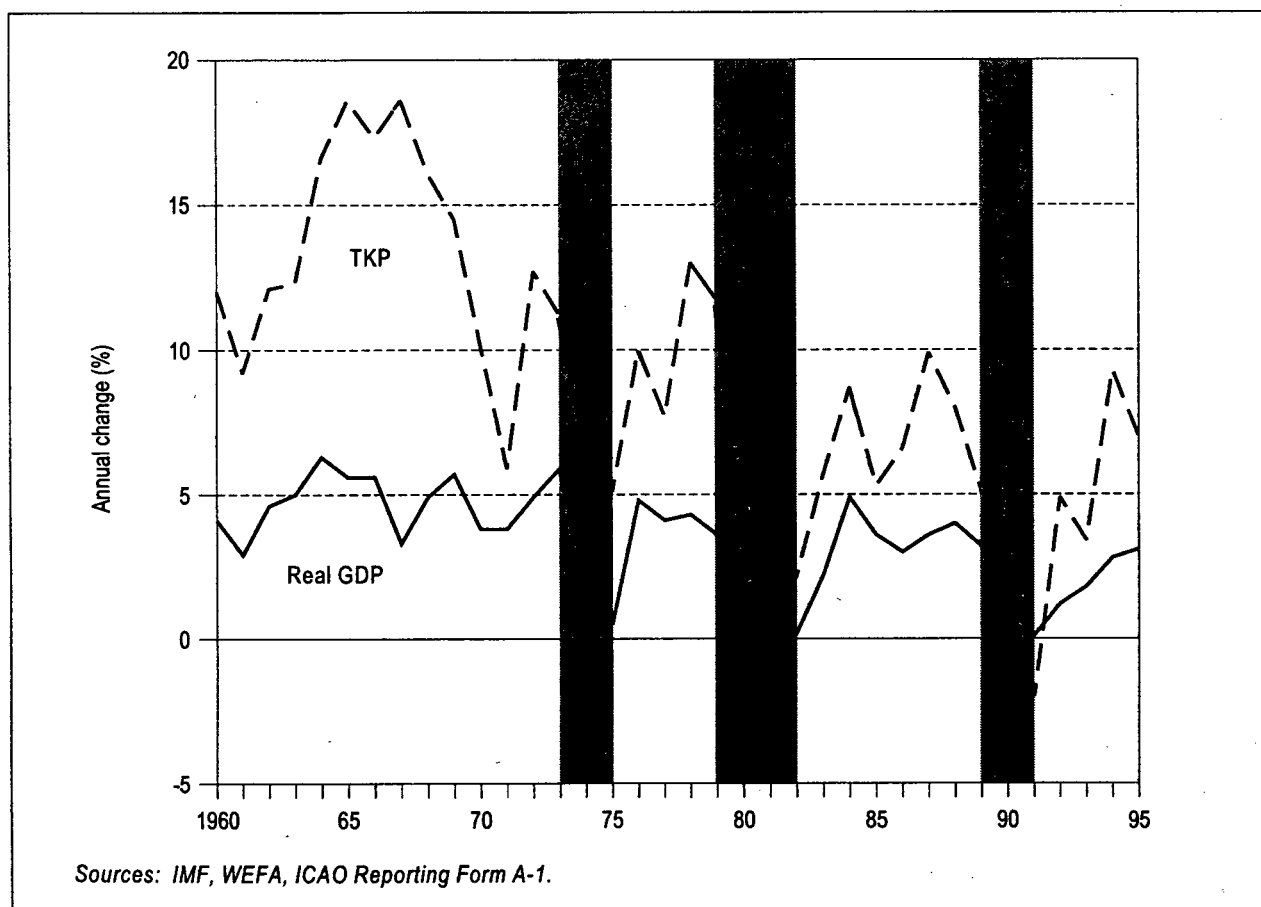 20
15
TKP
10
Annual change (%)
5
Real GDP
0
-5
1960 65 70 75 80 85 90 95
Sources: IMF, WEFA, ICAO Reporting Form A-1.